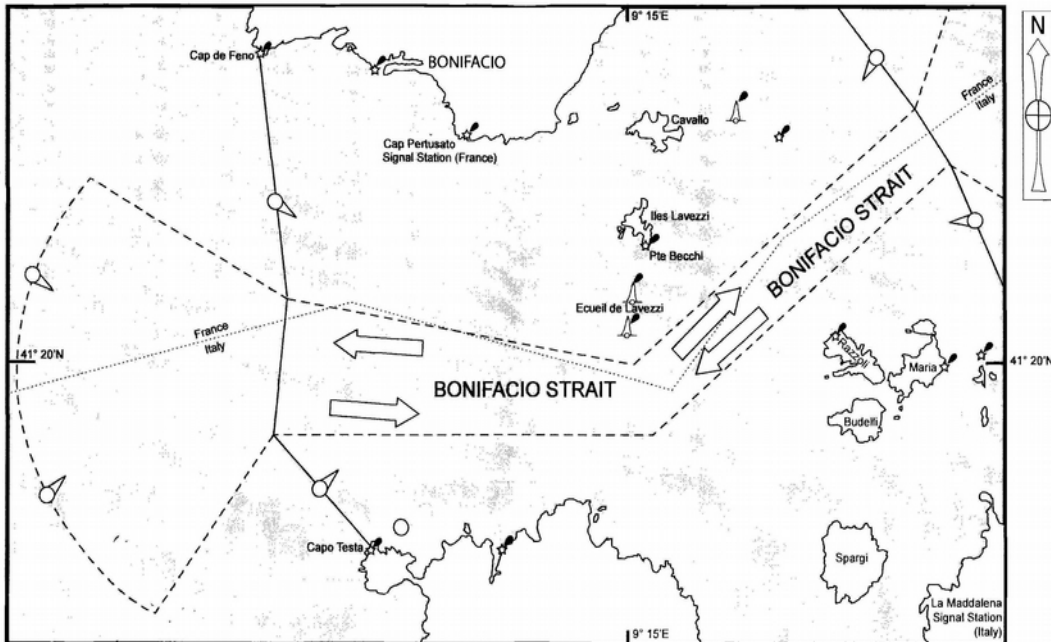 9° 15'E
N
Cap de Feno
BONIFACIO
France
Italy
Cavallo
Cap Pertusato
Signal Station (France)
BONIFACIO STRAIT
Iles Lavezzi
Pte Becchi
Ecueil de Lavezzi
France
Italy
Razzoli
41° 20'N
41° 20'N
Maria
BONIFACIO STRAIT
Budelfi
Capo Testa
Spargi
La Maddalena
Signal Station
(Italy)
9° 15'E